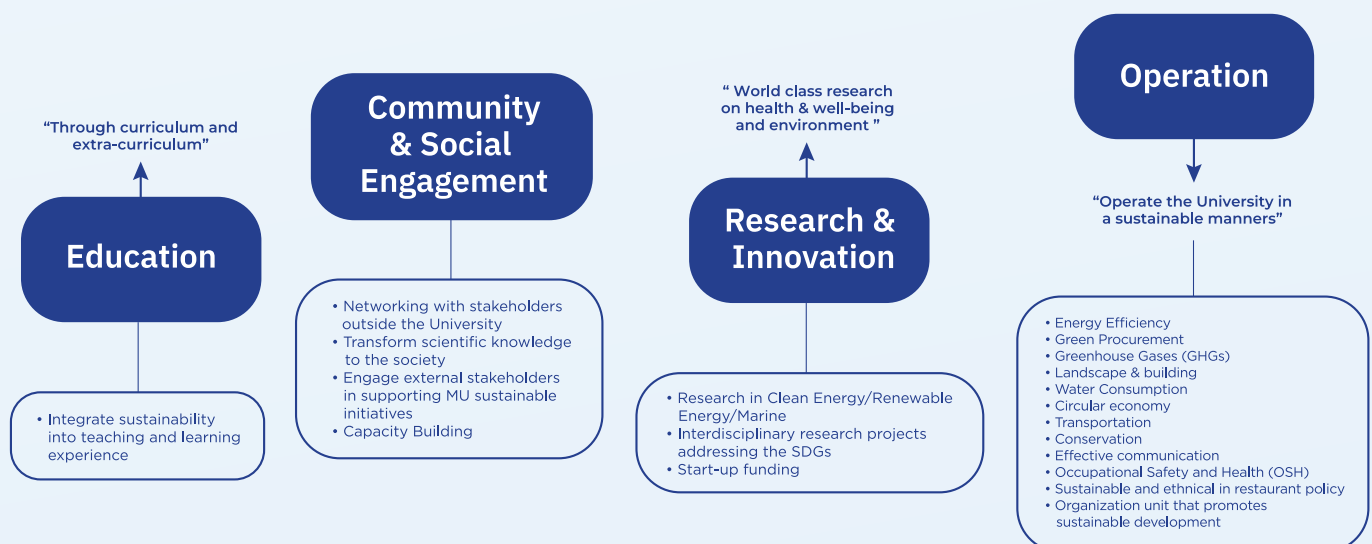 “Through curriculum and
extra-curriculum”
Education
• Integrate sustainability
into teaching and learning
experience
Community
& Social
Engagement
• Networking with stakeholders
outside the University
• Transform scientific knowledge
to the society
• Engage external stakeholders
in supporting MU sustainable
initiatives
• Capacity Building
“ World class research
on health & well-being
and environment ”
Research &
Innovation
• Research in Clean Energy/Renewable
Energy/Marine
• Interdisciplinary research projects
addressing the SDGs
• Start-up funding
Operation
“Operate the University in
a sustainable manners”
• Energy Efficiency
• Green Procurement
• Greenhouse Gases (GHGs)
• Landscape & building
• Water Consumption
• Circular economy
• Transportation
• Conservation
• Effective communication
• Occupational Safety and Health (OSH)
• Sustainable and ethnical in restaurant policy
• Organization unit that promotes
sustainable development